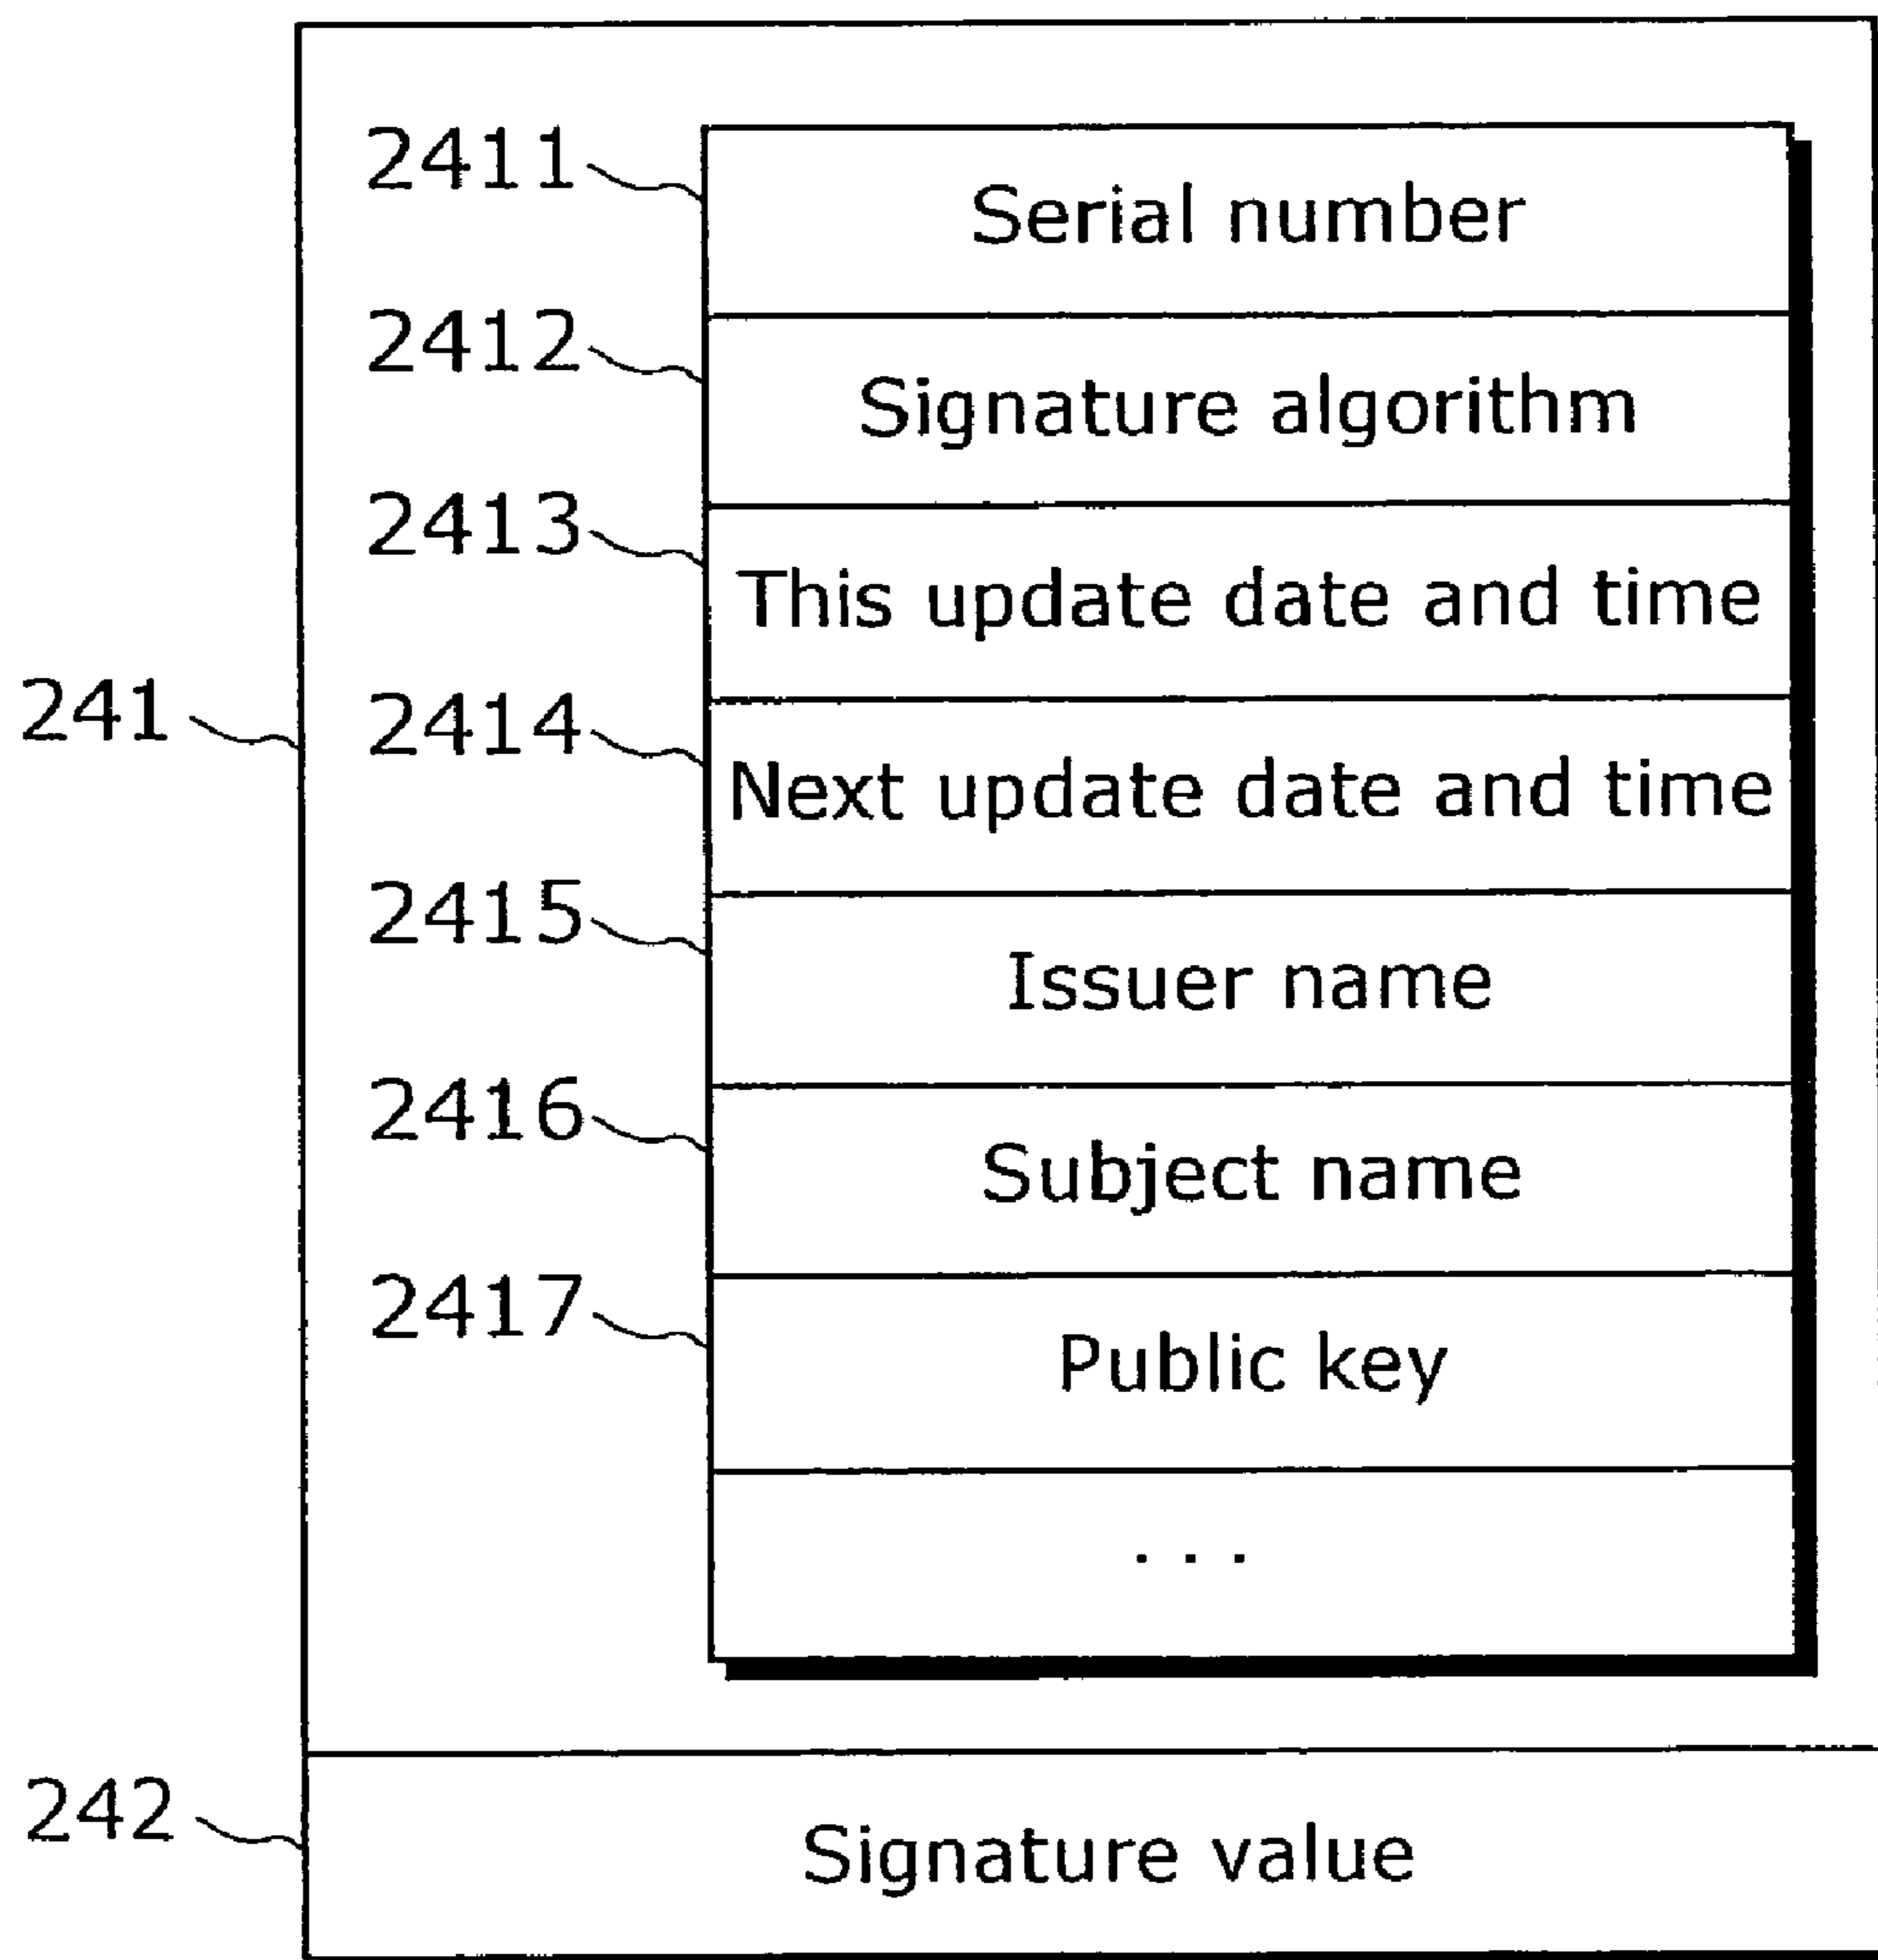 2411
Serial number
2412
Signature algorithm
2413
This update date and time
241
2414
Next update date and time
2415
Issuer name
2416
Subject name
2417
Public key
...
242
Signature value